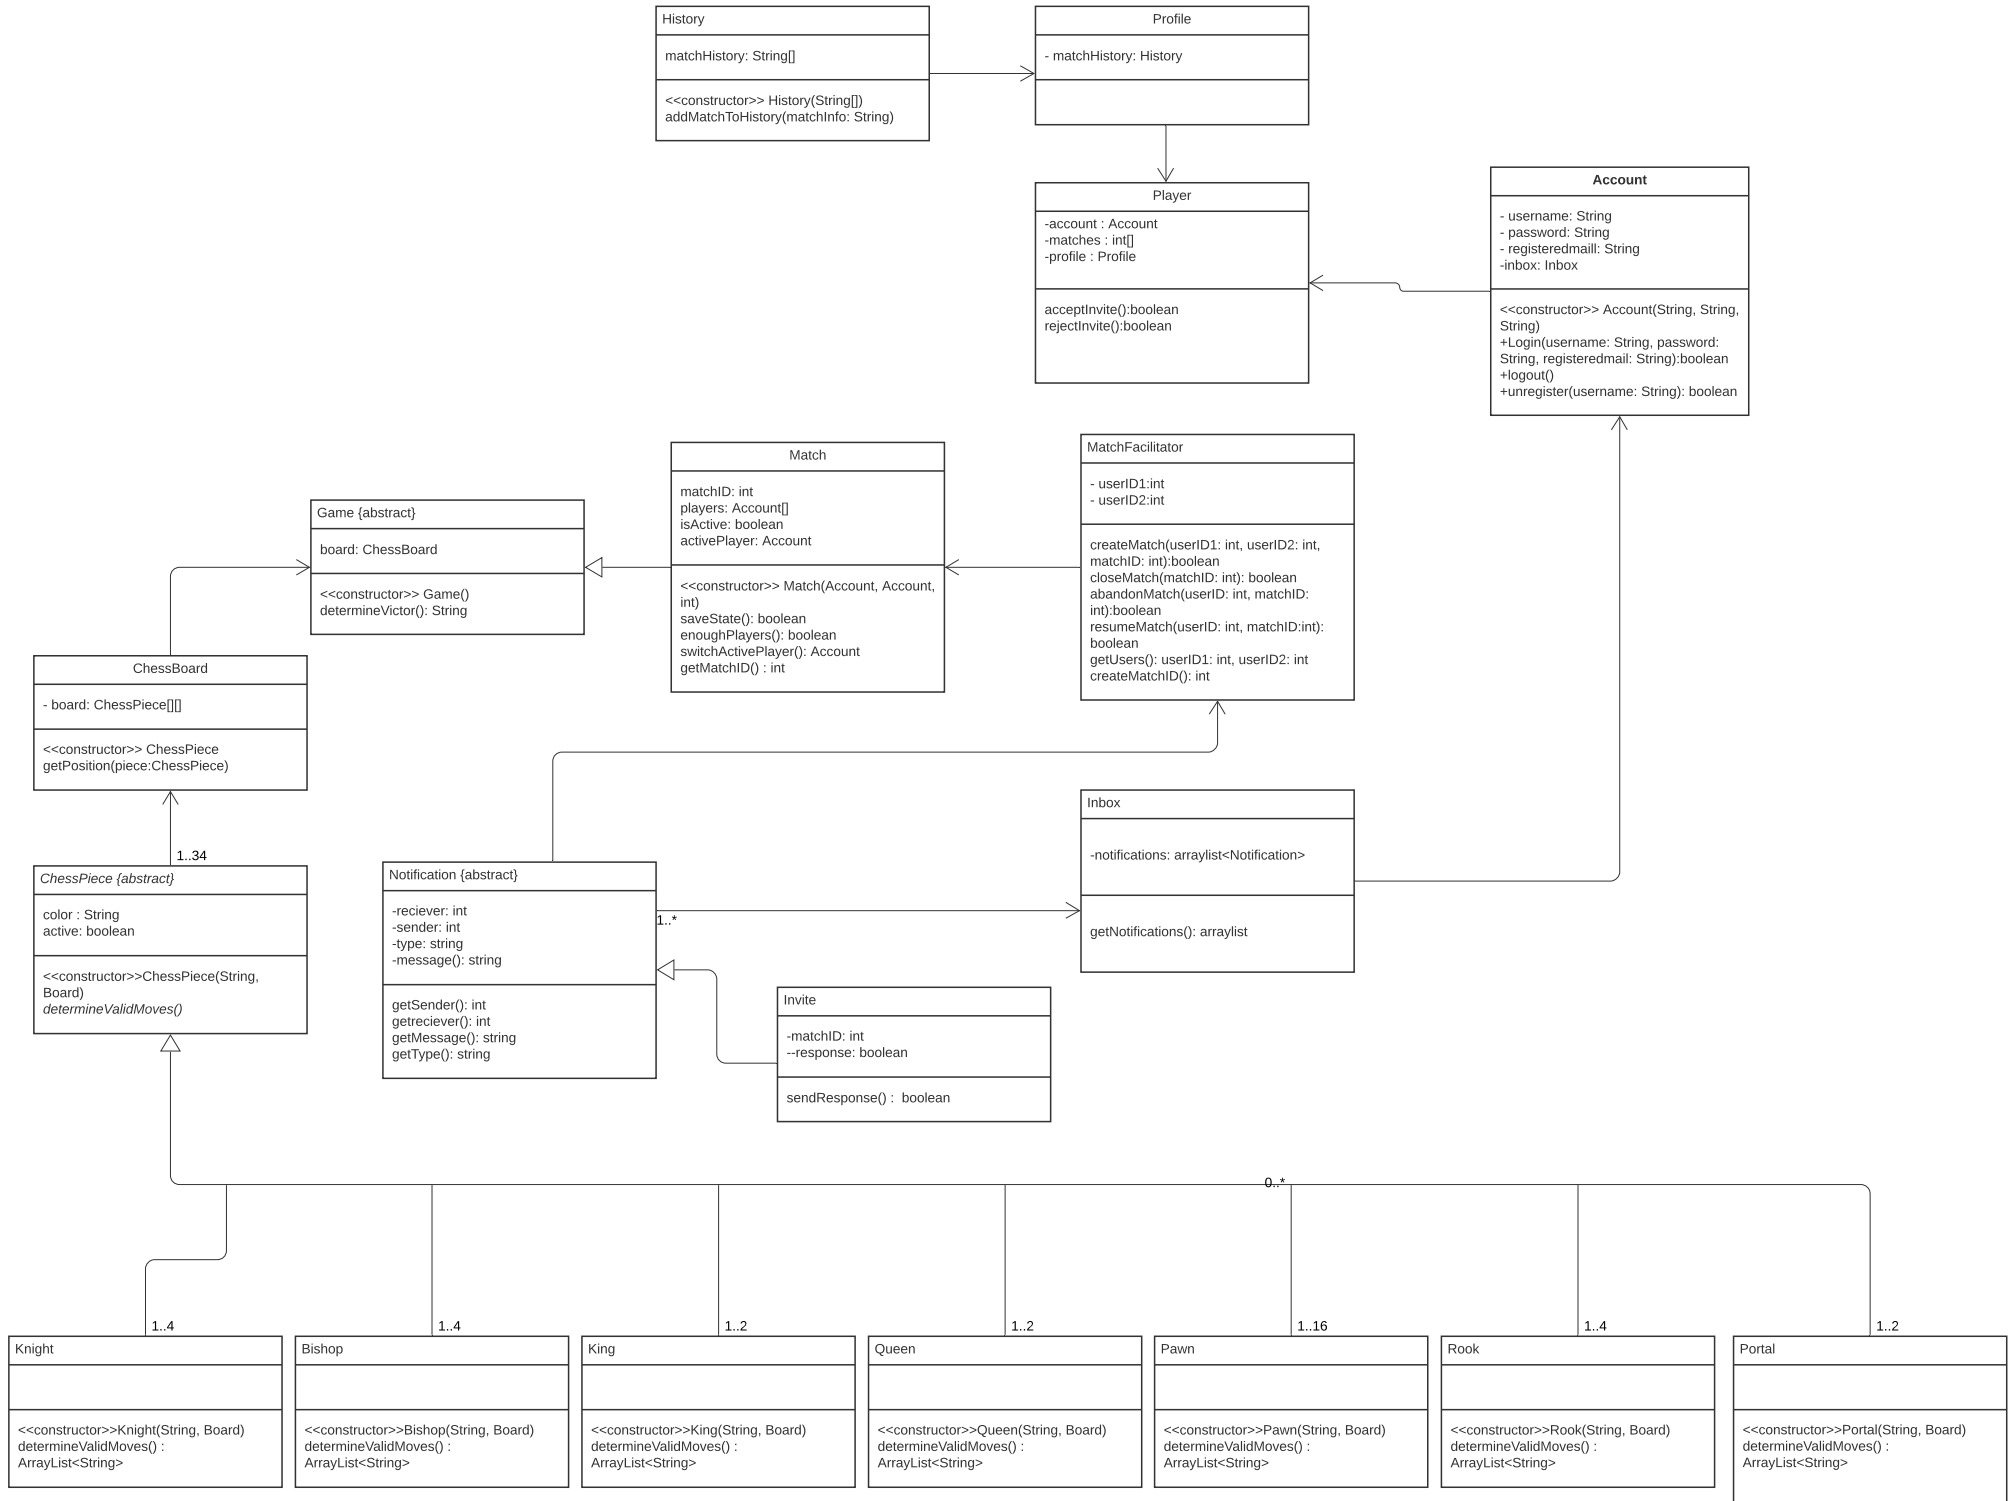 History
matchHistory: String[]
<<constructor>> History(String[])
addMatchToHistory(matchInfo: String)
Profile
- matchHistory: History
Player
-account : Account
-matches : int[]
-profile : Profile
acceptInvite():boolean
rejectInvite():boolean
Account
- username: String
- password: String
- registeredmaill: String
-inbox: Inbox
<<constructor>> Account(String, String,
String)
+Login(username: String, password:
String, registeredmail: String):boolean
+logout()
+unregister(username: String): boolean
Match
matchID: int
players: Account[]
isActive: boolean
activePlayer: Account
<<constructor>> Match(Account, Account,
int)
saveState(): boolean
enoughPlayers(): boolean
switchActivePlayer(): Account
getMatchID() : int
MatchFacilitator
- userID1:int
- userID2:int
createMatch(userID1: int, userID2: int,
matchID: int):boolean
closeMatch(matchID: int): boolean
abandonMatch(userID: int, matchID:
int):boolean
resumeMatch(userID: int, matchID:int):
boolean
getUsers(): userID1: int, userID2: int
createMatchID(): int
Game {abstract}
board: ChessBoard
<<constructor>> Game()
determineVictor(): String
ChessBoard
- board: ChessPiece[][]
<<constructor>> ChessPiece
getPosition(piece:ChessPiece)
1..34
ChessPiece {abstract}
color : String
active: boolean
<<constructor>>ChessPiece(String,
Board)
determineValidMoves()
Notification {abstract}
-reciever: int
-sender: int
-type: string
-message(): string
getSender(): int
getreciever(): int
getMessage(): string
getType(): string
1..*
Inbox
-notifications: arraylist<Notification>
getNotifications(): arraylist
Invite
-matchID: int
--response: boolean
sendResponse() :  boolean
0..*
1..4
Knight
<<constructor>>Knight(String, Board)
determineValidMoves() :
ArrayList<String>
1..4
Bishop
<<constructor>>Bishop(String, Board)
determineValidMoves() :
ArrayList<String>
1..2
King
<<constructor>>King(String, Board)
determineValidMoves() :
ArrayList<String>
1..2
Queen
<<constructor>>Queen(String, Board)
determineValidMoves() :
ArrayList<String>
1..16
Pawn
<<constructor>>Pawn(String, Board)
determineValidMoves() :
ArrayList<String>
1..4
Rook
<<constructor>>Rook(String, Board)
determineValidMoves() :
ArrayList<String>
1..2
Portal
<<constructor>>Portal(String, Board)
determineValidMoves() :
ArrayList<String>